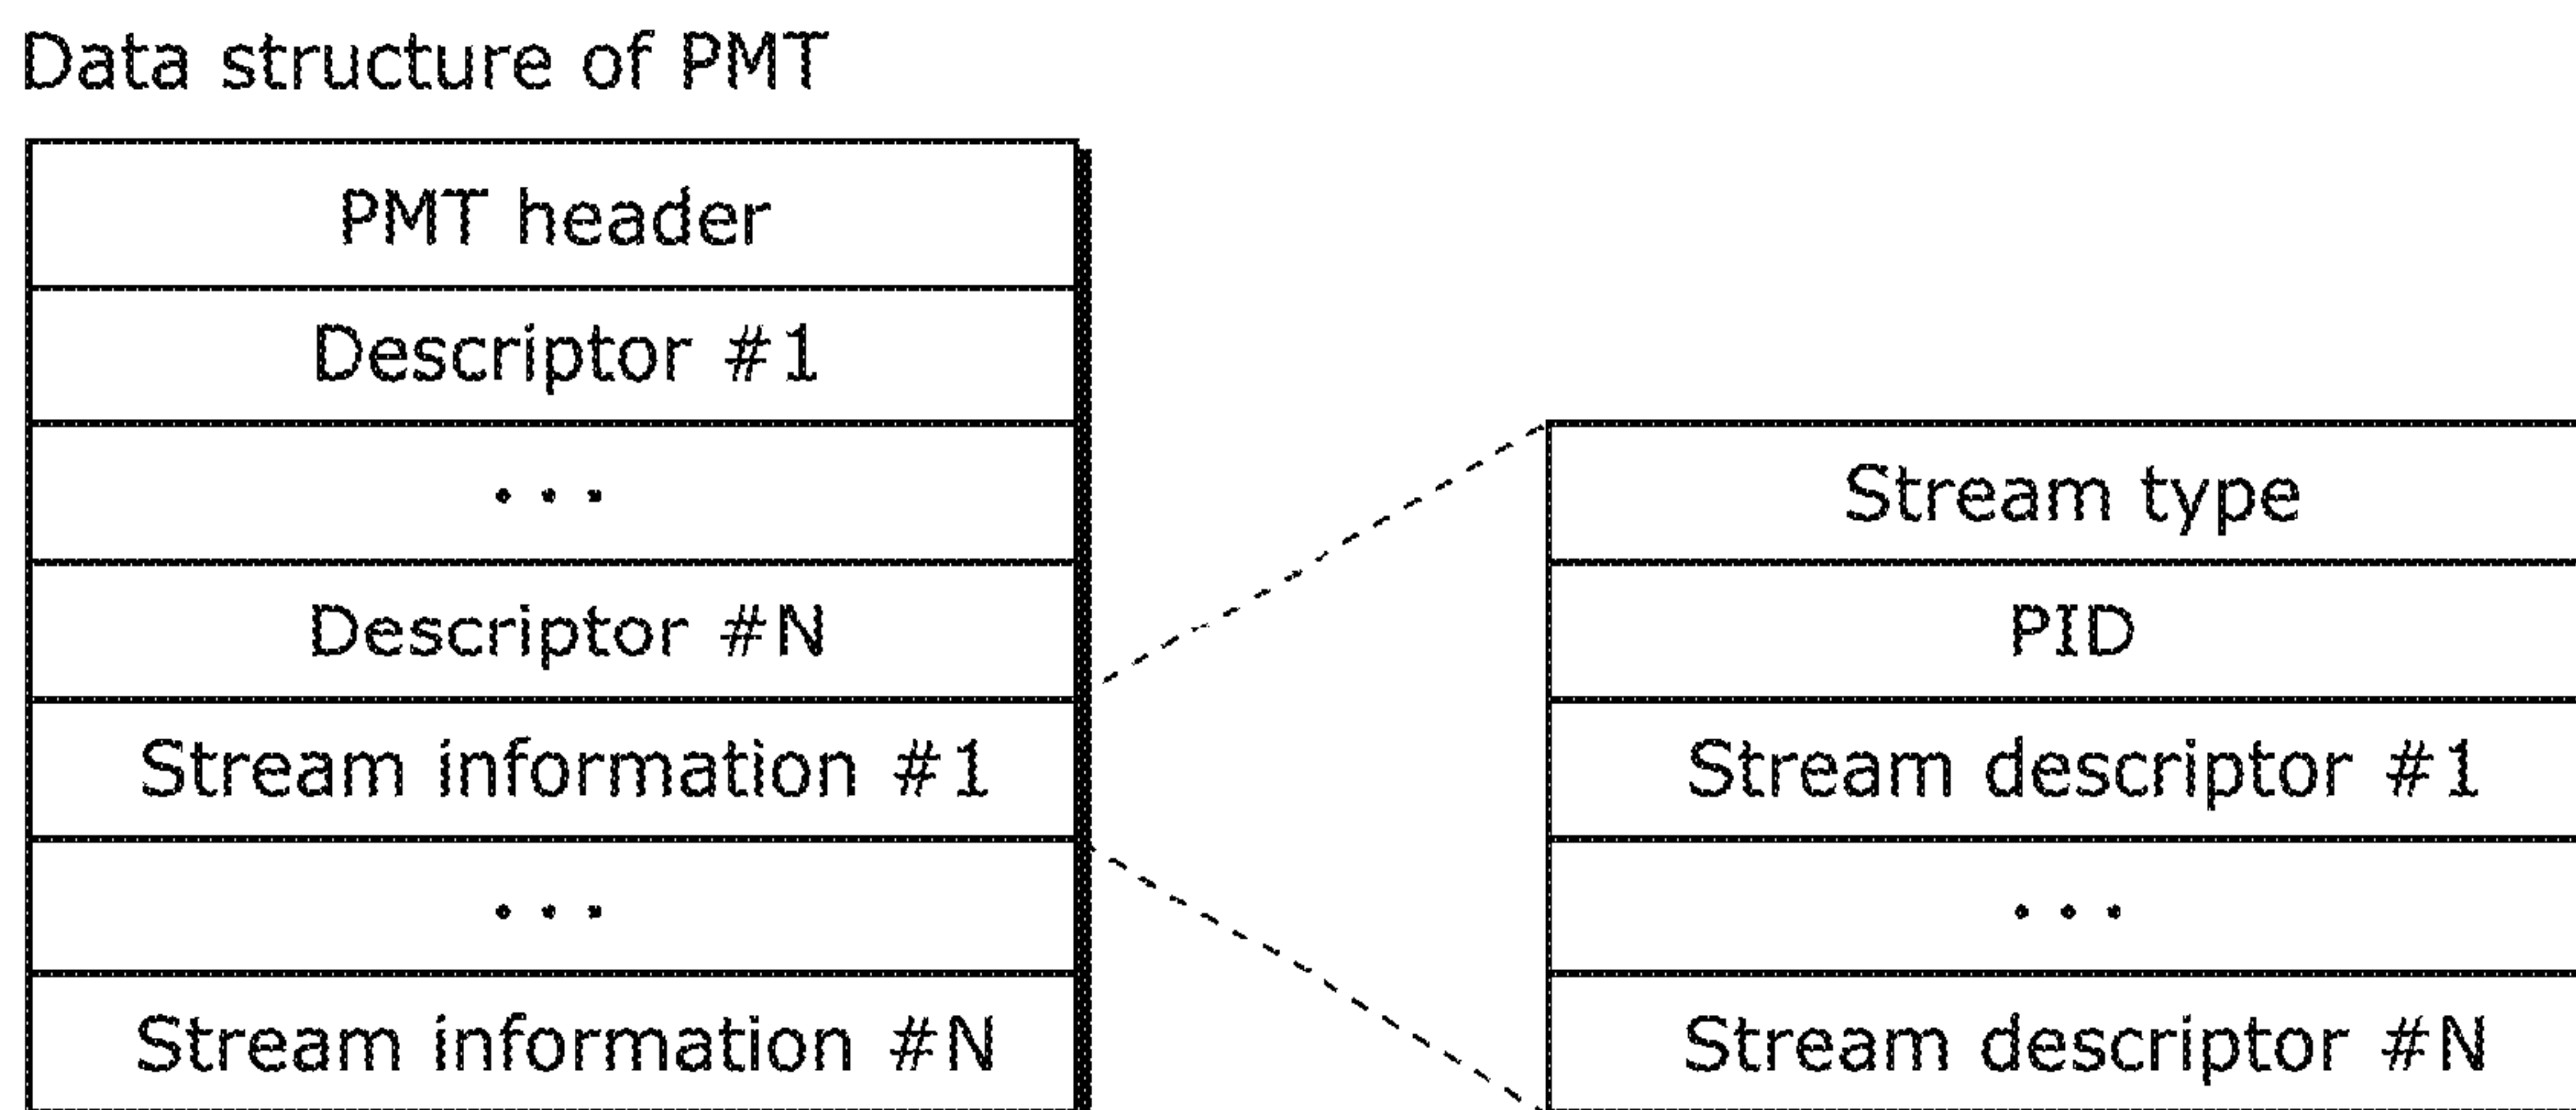 Data structure of PMT
PMT header
Descriptor #1
...
Descriptor #N
Stream information #1
...
Stream information #N
Stream type
PID
Stream descriptor #1
...
Stream descriptor #N